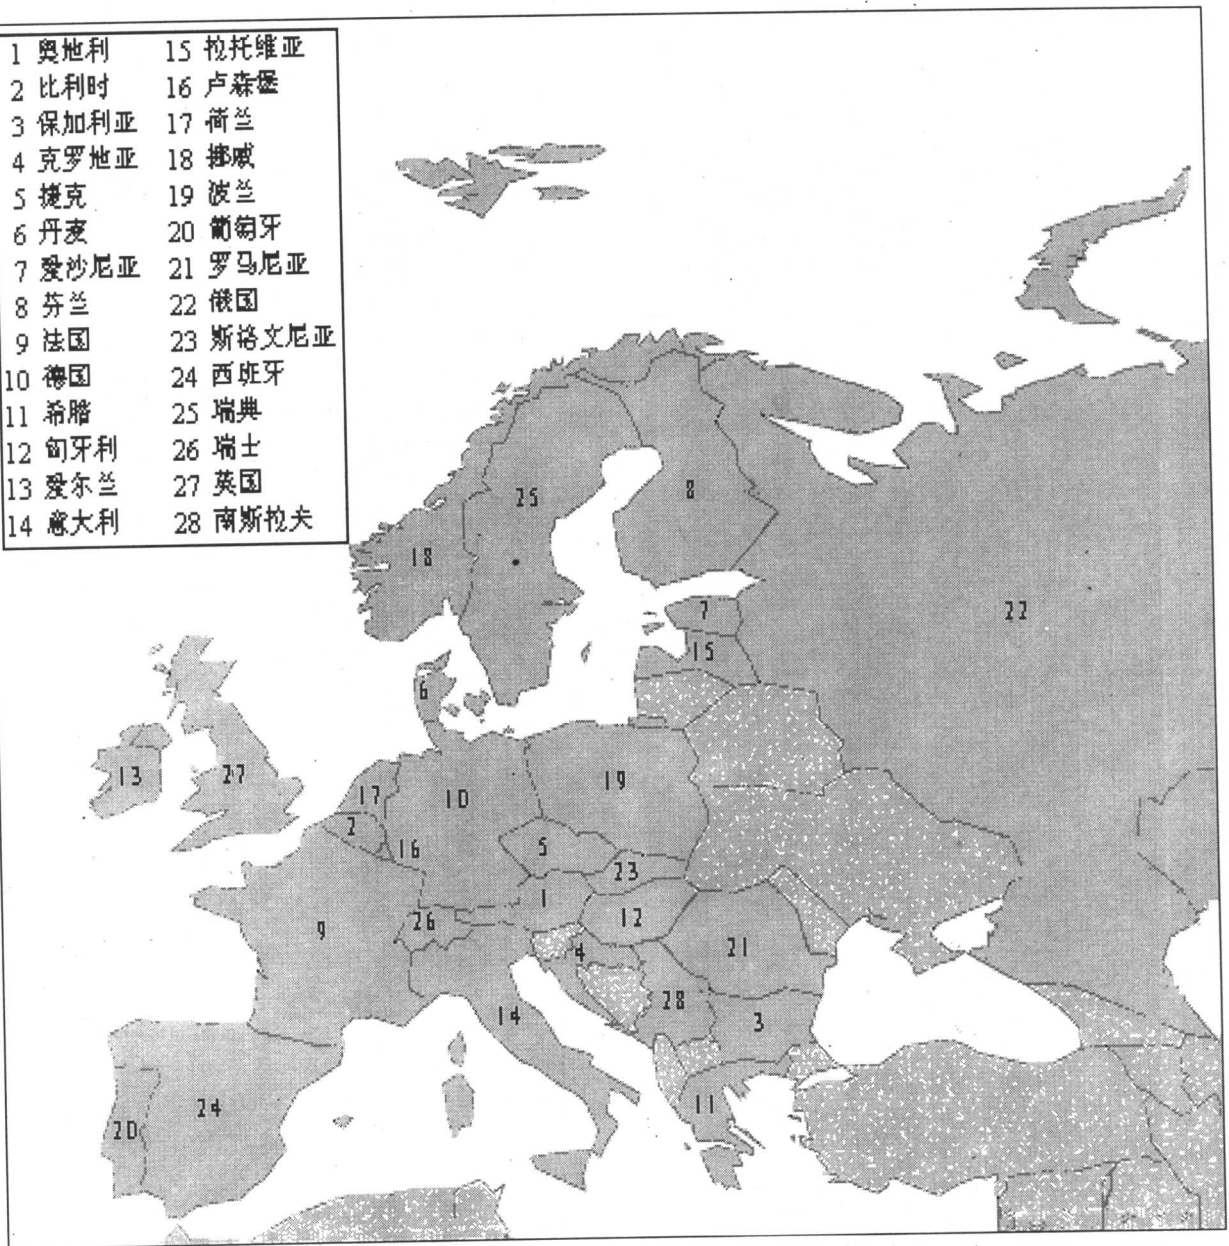 1 奥地利 15 拉托维亚
2 比利时 16 卢森堡
3 保加利亚 17 荷兰
4 克罗地亚 18 挪威
5 捷克 19 波兰
6 丹麦 20 葡萄牙
7 爱沙尼亚 21 罗马尼亚
8 芬兰 22 俄国
9 法国 23 斯洛文尼亚
10 德国 24 西班牙
11 希腊 25 瑞典
12 匈牙利 26 瑞士
13 爱尔兰 27 英国
14 意大利 28 南斯拉夫
8
25
18
7
22
15
6
13
27
17
10
19
2
16
5
23
1
26
12
9
4
21
28
14
3
24
11
20